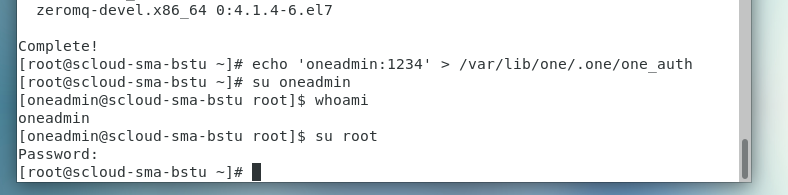 zeromq-devel.x86_64 0:4.1.4-6.el7
Complete!
[root@scloud-sma-bstu ~]# echo 'oneadmin:1234' > /var/lib/one/.one/one_auth
[root@scloud-sma-bstu ~]# su oneadmin
[oneadmin@scloud-sma-bstu root]$ whoami
oneadmin
[oneadmin@scloud-sma-bstu root]$ su root
Password:
[root@scloud-sma-bstu ~]#